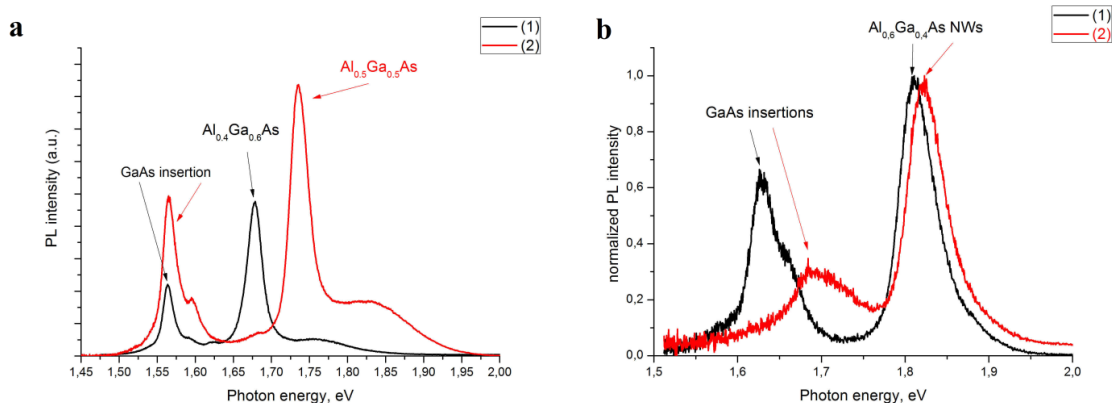 a
(1)
(2)
Al0,5Ga0,5As
Al0,4Ga0,6As
GaAs insertion
PL intensity (a.u.)
1,45 1,50 1,55 1,60 1,65 1,70 1,75 1,80 1,85 1,90 1,95 2,00
Photon energy, eV
b
(1)
(2)
Al0,6Ga0,4As NWs
GaAs insertions
normalized PL intensity
1,0
0,8
0,6
0,4
0,2
0,0
1,5 1,6 1,7 1,8 1,9 2,0
Photon energy, eV